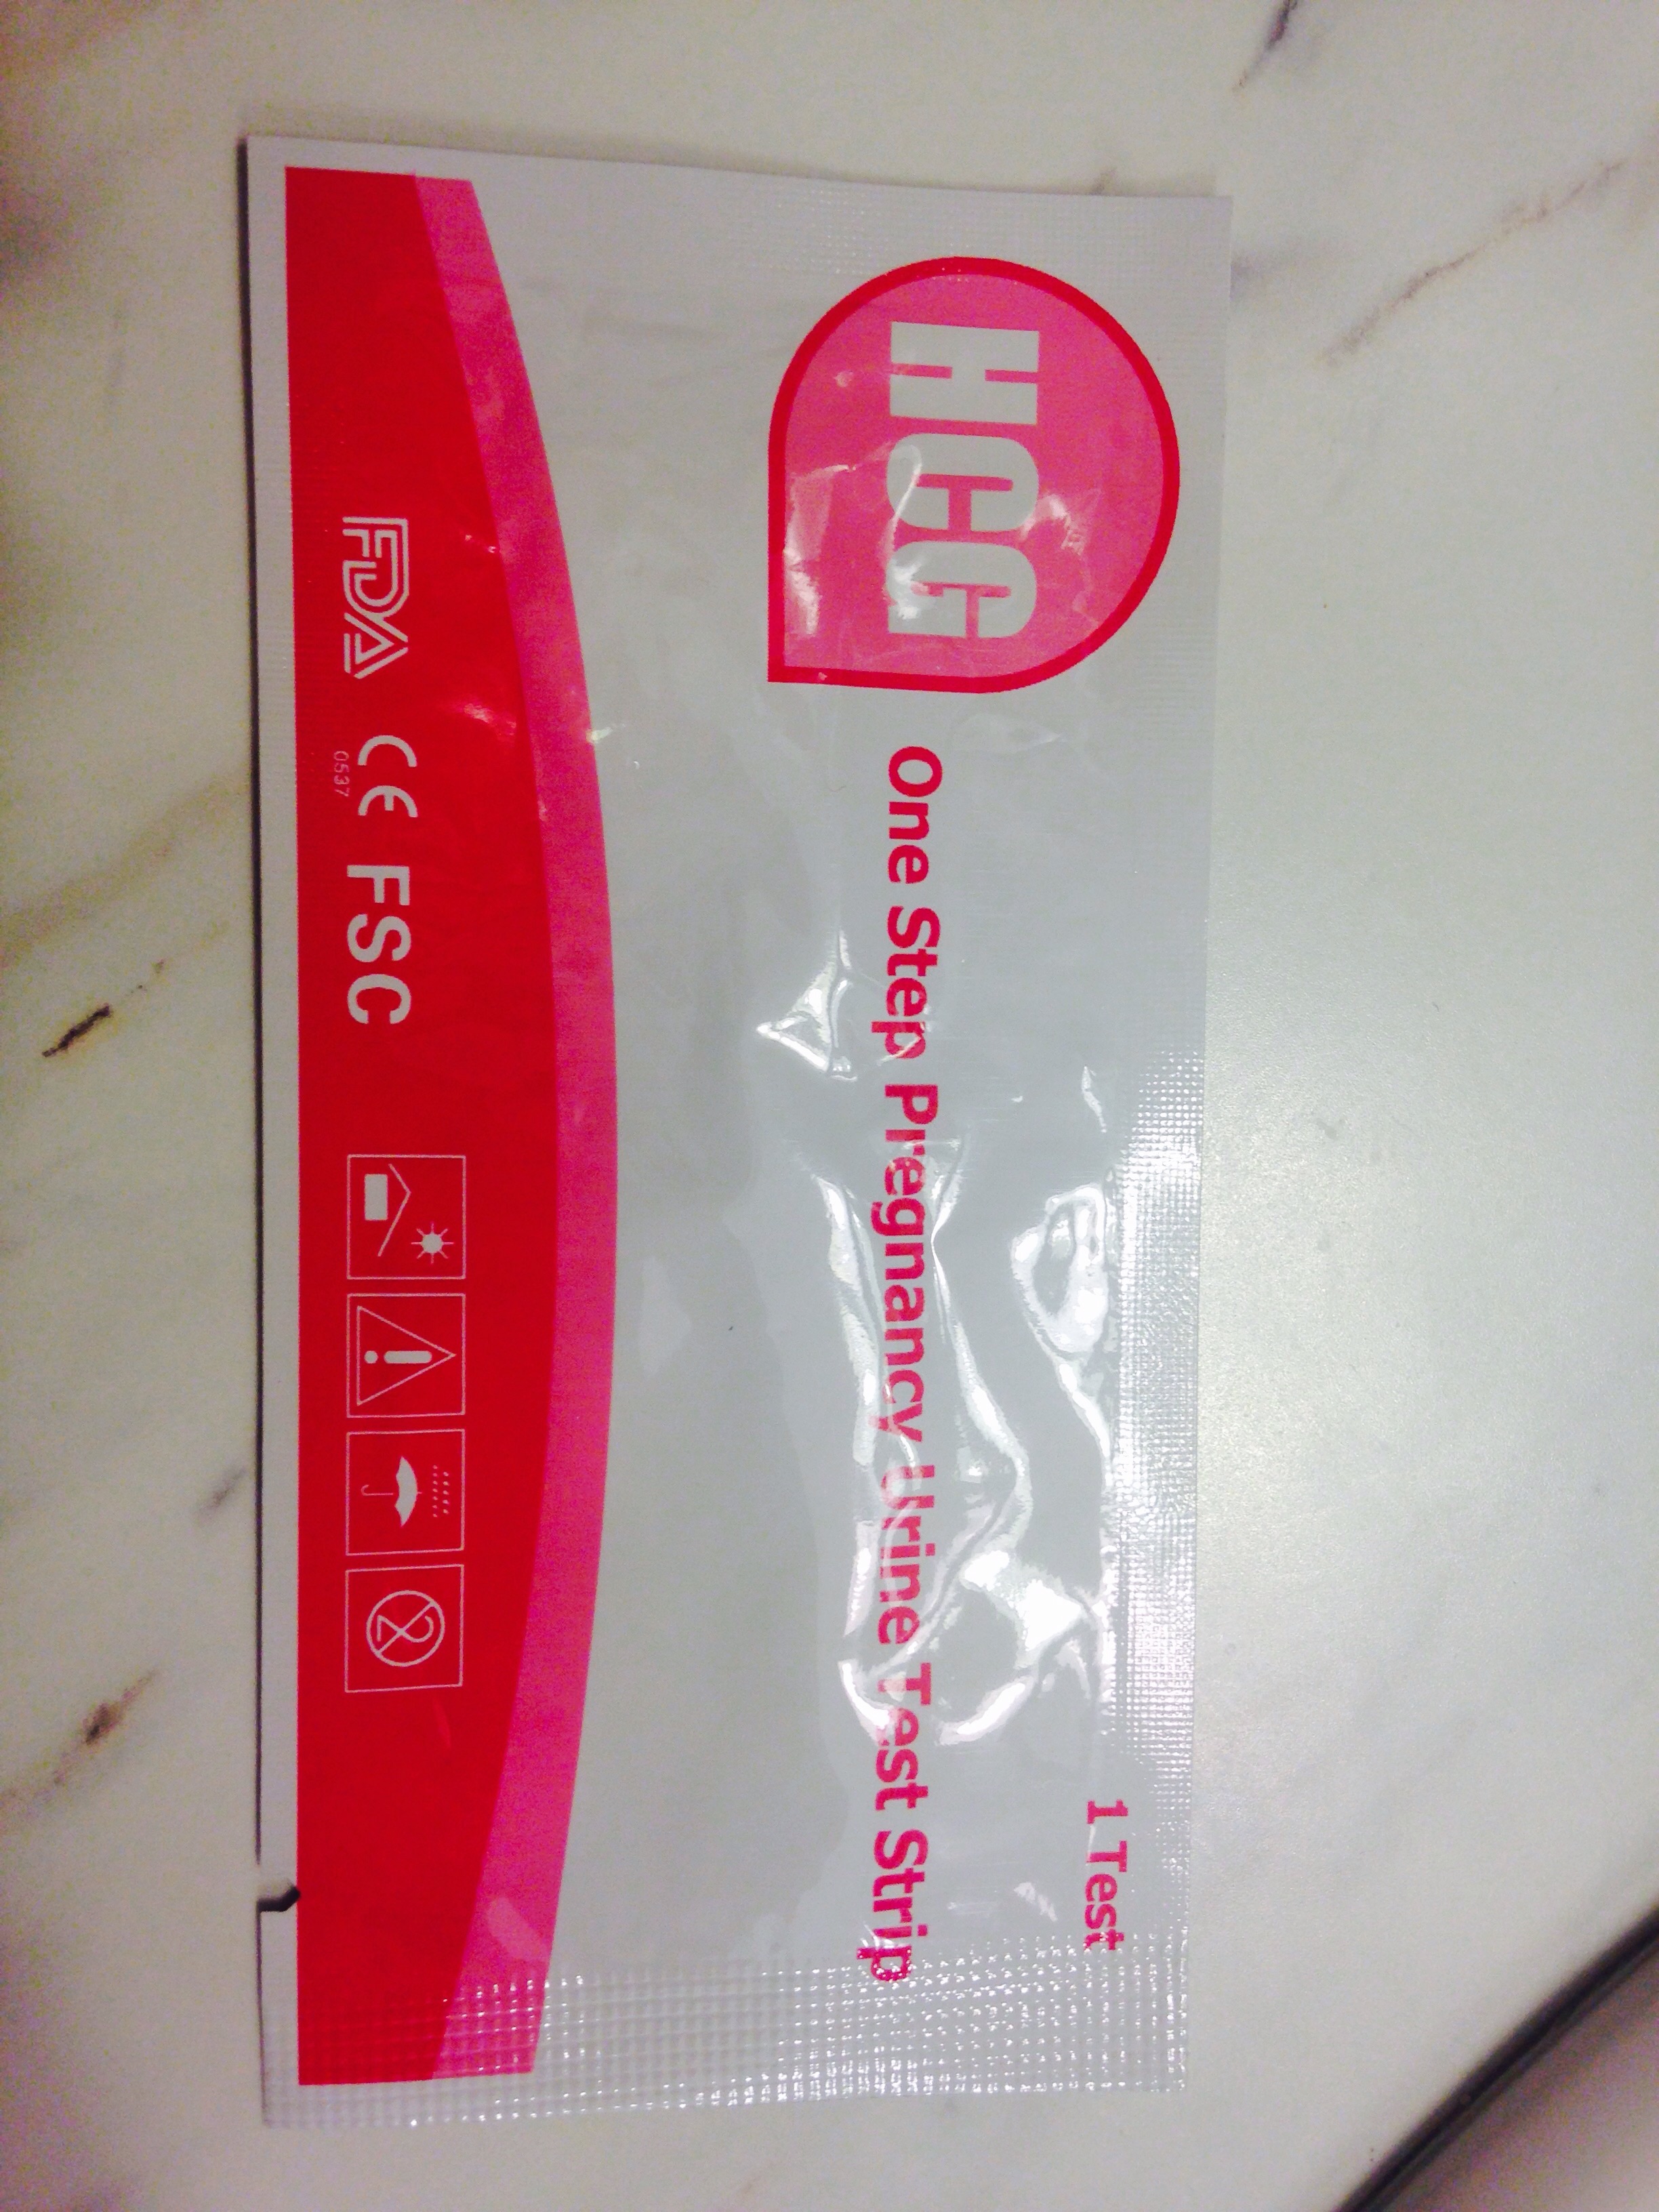 HCG
1 Test
One Step Pregnancy Urine Test Strip
FDA CE FSC
0537